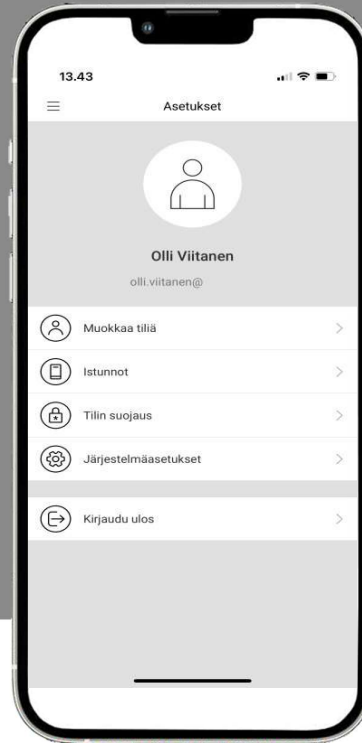 13.43
Asetukset
Olli Viitanen
olli.viitanen@
Muokkaa tiliä
Istunnot
Tilin suojaus
Järjestelmäasetukset
Kirjaudu ulos